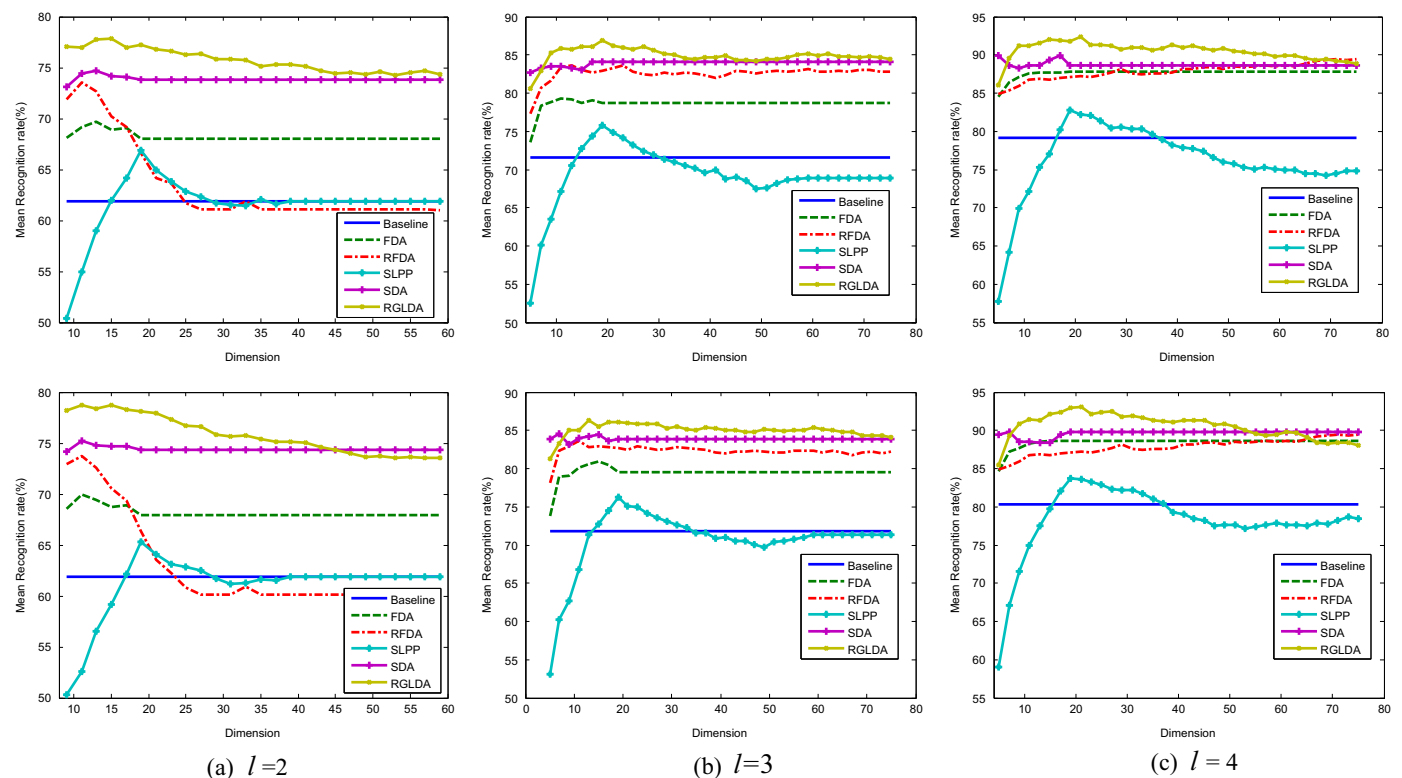 80
75
70
65
60
55
50
10 15 20 25 30 35 40 45 50 55 60
Mean Recognition rate(%)
Dimension
Baseline
FDA
RFDA
SLPP
SDA
RGLDA
90
85
80
75
70
65
60
55
50
0 10 20 30 40 50 60 70 80
Mean Recognition rate(%)
Dimension
Baseline
FDA
RFDA
SLPP
SDA
RGLDA
95
90
85
80
75
70
65
60
55
0 10 20 30 40 50 60 70 80
Mean Recognition rate(%)
Dimension
Baseline
FDA
RFDA
SLPP
SDA
RGLDA
80
75
70
65
60
55
50
10 15 20 25 30 35 40 45 50 55 60
Mean Recognition rate(%)
Dimension
Baseline
FDA
RFDA
SLPP
SDA
RGLDA
90
85
80
75
70
65
60
55
50
0 10 20 30 40 50 60 70 80
Mean Recognition rate(%)
Dimension
Baseline
FDA
RFDA
SLPP
SDA
RGLDA
95
90
85
80
75
70
65
60
55
0 10 20 30 40 50 60 70 80
Mean Recognition rate(%)
Dimension
Baseline
FDA
RFDA
SLPP
SDA
RGLDA
(a) l =2
(b) l=3
(c) l = 4